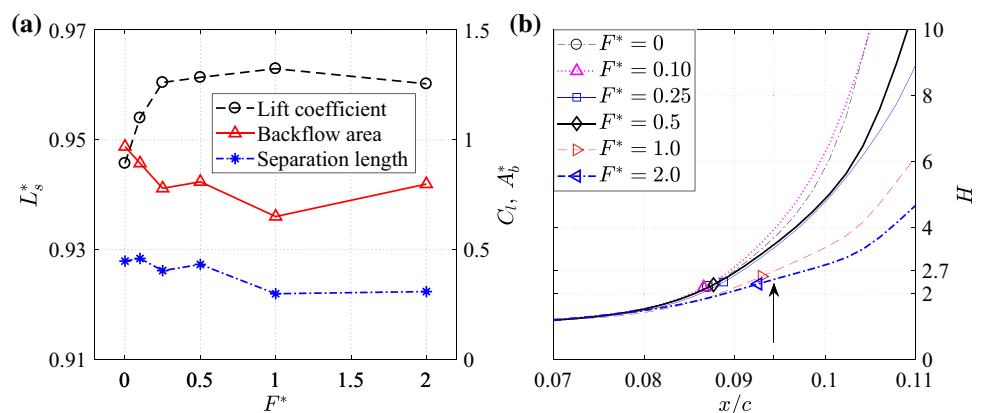 (a)
0.97
0.95
0.93
0.91
L*s
1.5
1
0.5
0
C_l, A*_b
Lift coefficient
Backflow area
Separation length
0 0.5 1 1.5 2
F*
(b)
F* = 0
F* = 0.10
F* = 0.25
F* = 0.5
F* = 1.0
F* = 2.0
10
8
6
4
2.7
2
0
H
0.07 0.08 0.09 0.1 0.11
x/c